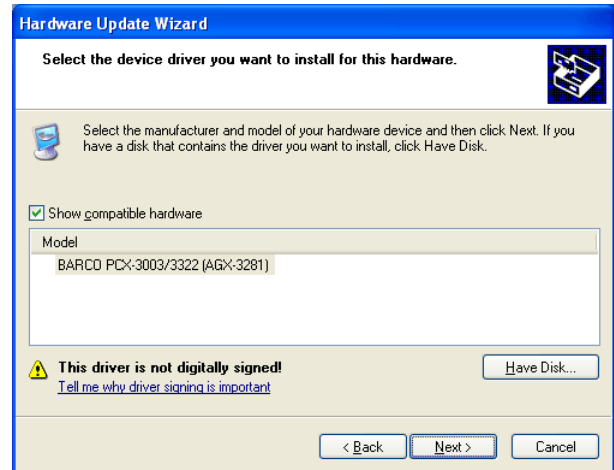 Hardware Update Wizard
Select the device driver you want to install for this hardware.
Select the manufacturer and model of your hardware device and then click Next. If you
have a disk that contains the driver you want to install, click Have Disk.
Show compatible hardware
Model
BARCO PCX-3003/3322 (AGX-3281)
This driver is not digitally signed!
Have Disk...
Tell me why driver signing is important
< Back
Next >
Cancel